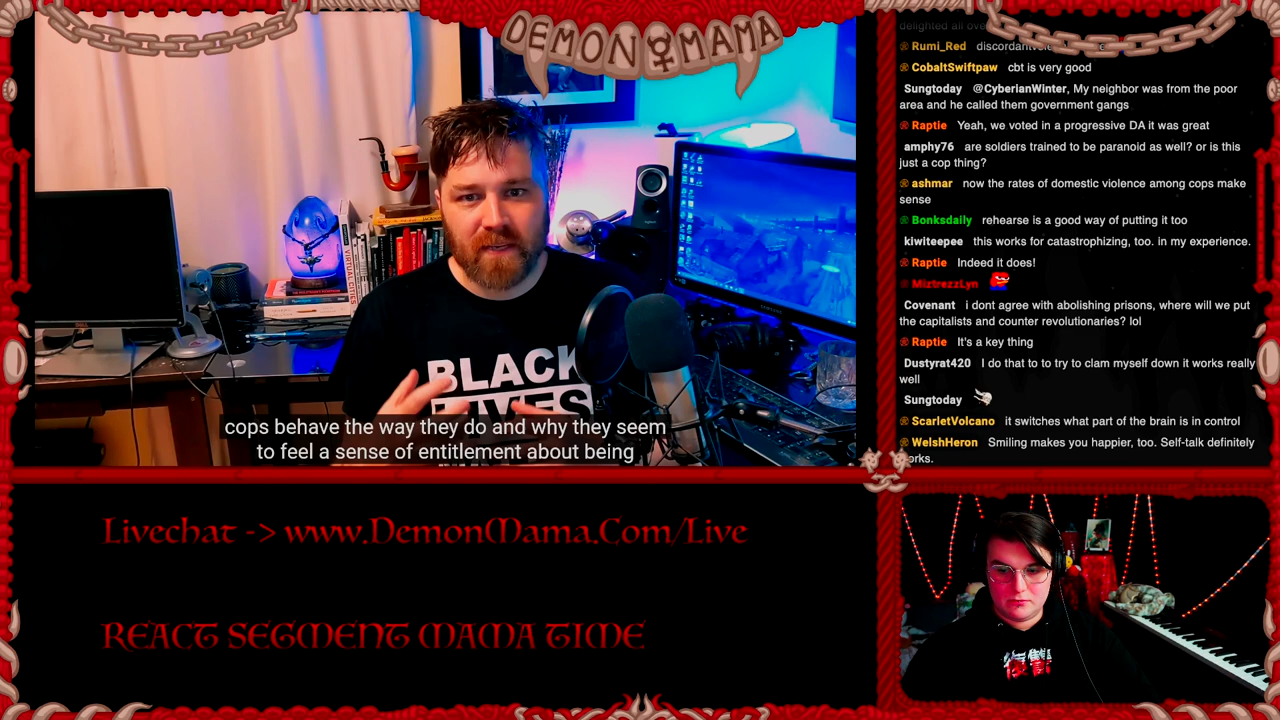 DEMON MAMA
delighted all ove
Rumi_Red
CobaltSwiftpaw cbt is very good
Sungtoday @CyberianWinter, My neighbor was from the poor
area and he called them government gangs
Raptie Yeah, we voted in a progressive DA it was great
amphy76 are soldiers trained to be paranoid as well? or is this
just a cop thing?
ashmar now the rates of domestic violence among cops make
sense
Bonksdaily rehearse is a good way of putting it too
kiwiteepee this works for catastrophizing, too. in my experience.
Raptie Indeed it does!
MiztrezzLyn
Covenant i dont agree with abolishing prisons, where will we put
the capitalists and counter revolutionaries? lol
Raptie It's a key thing
Dustyrat420 I do that to to try to clam myself down it works really
well
Sungtoday
ScarletVolcano it switches what part of the brain is in control
WelshHeron Smiling makes you happier, too. Self-talk definitely
orks.
VIRTUAL CITIES
BLACK
LIVES
cops behave the way they do and why they seem
to feel a sense of entitlement about being
Livechat -> www.DemonMama.Com/Live
REACT SEGMENT MAMA TIME